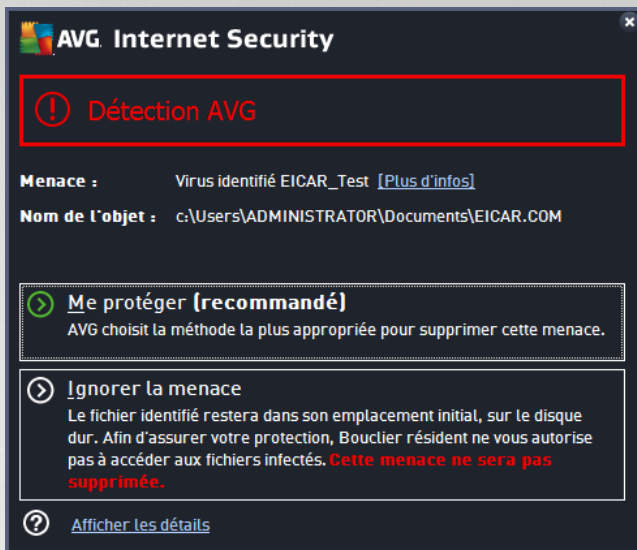 AVG. Internet Security
Détection AVG
Menace : Virus identifié EICAR_Test [Plus d'infos]
Nom de l'objet : c:\Users\ADMINISTRATOR\Documents\EICAR.COM
Me protéger (recommandé)
AVG choisit la méthode la plus appropriée pour supprimer cette menace.
Ignorer la menace
Le fichier identifié restera dans son emplacement initial, sur le disque
dur. Afin d'assurer votre protection, Bouclier résident ne vous autorise
pas à accéder aux fichiers infectés. Cette menace ne sera pas
supprimée.
Afficher les détails